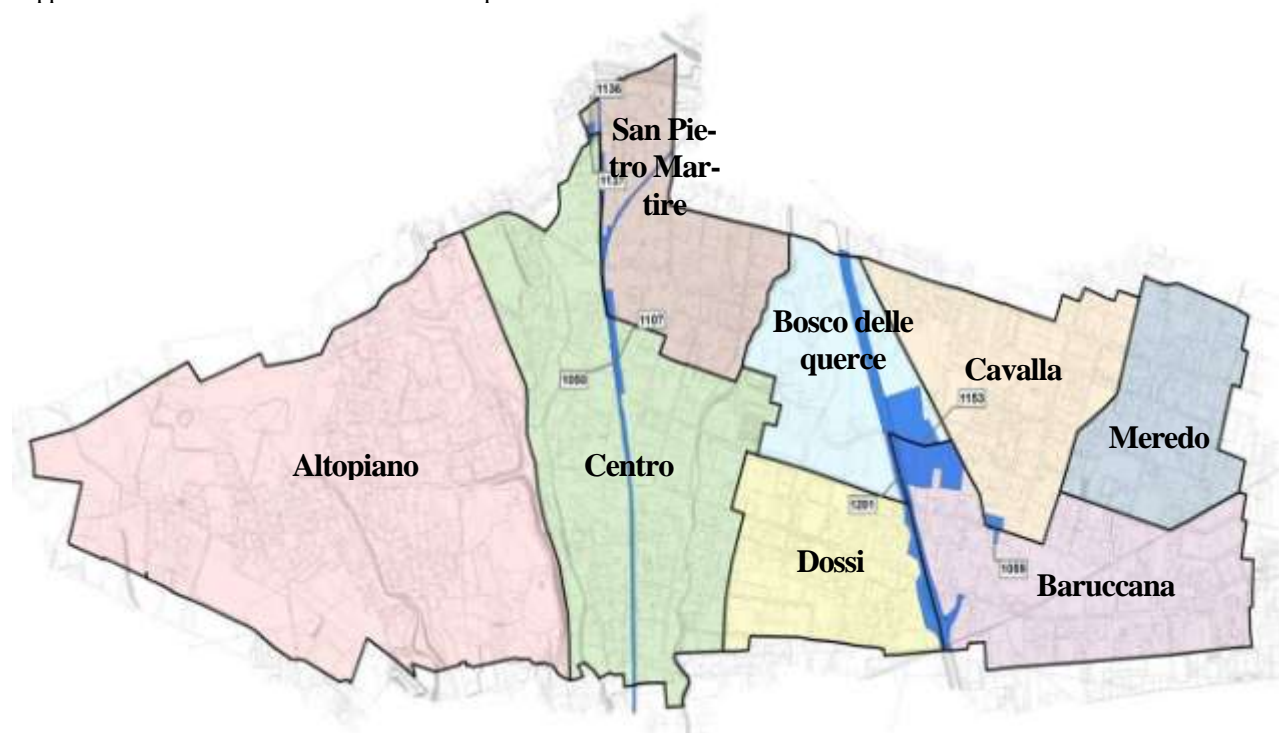 1136
San Pie-
tro Mar-
tire
1137
1107
1050
Bosco delle
querce
Cavalla
1153
Meredo
Altopiano
Centro
1201
Dossi
1059
Baruccana